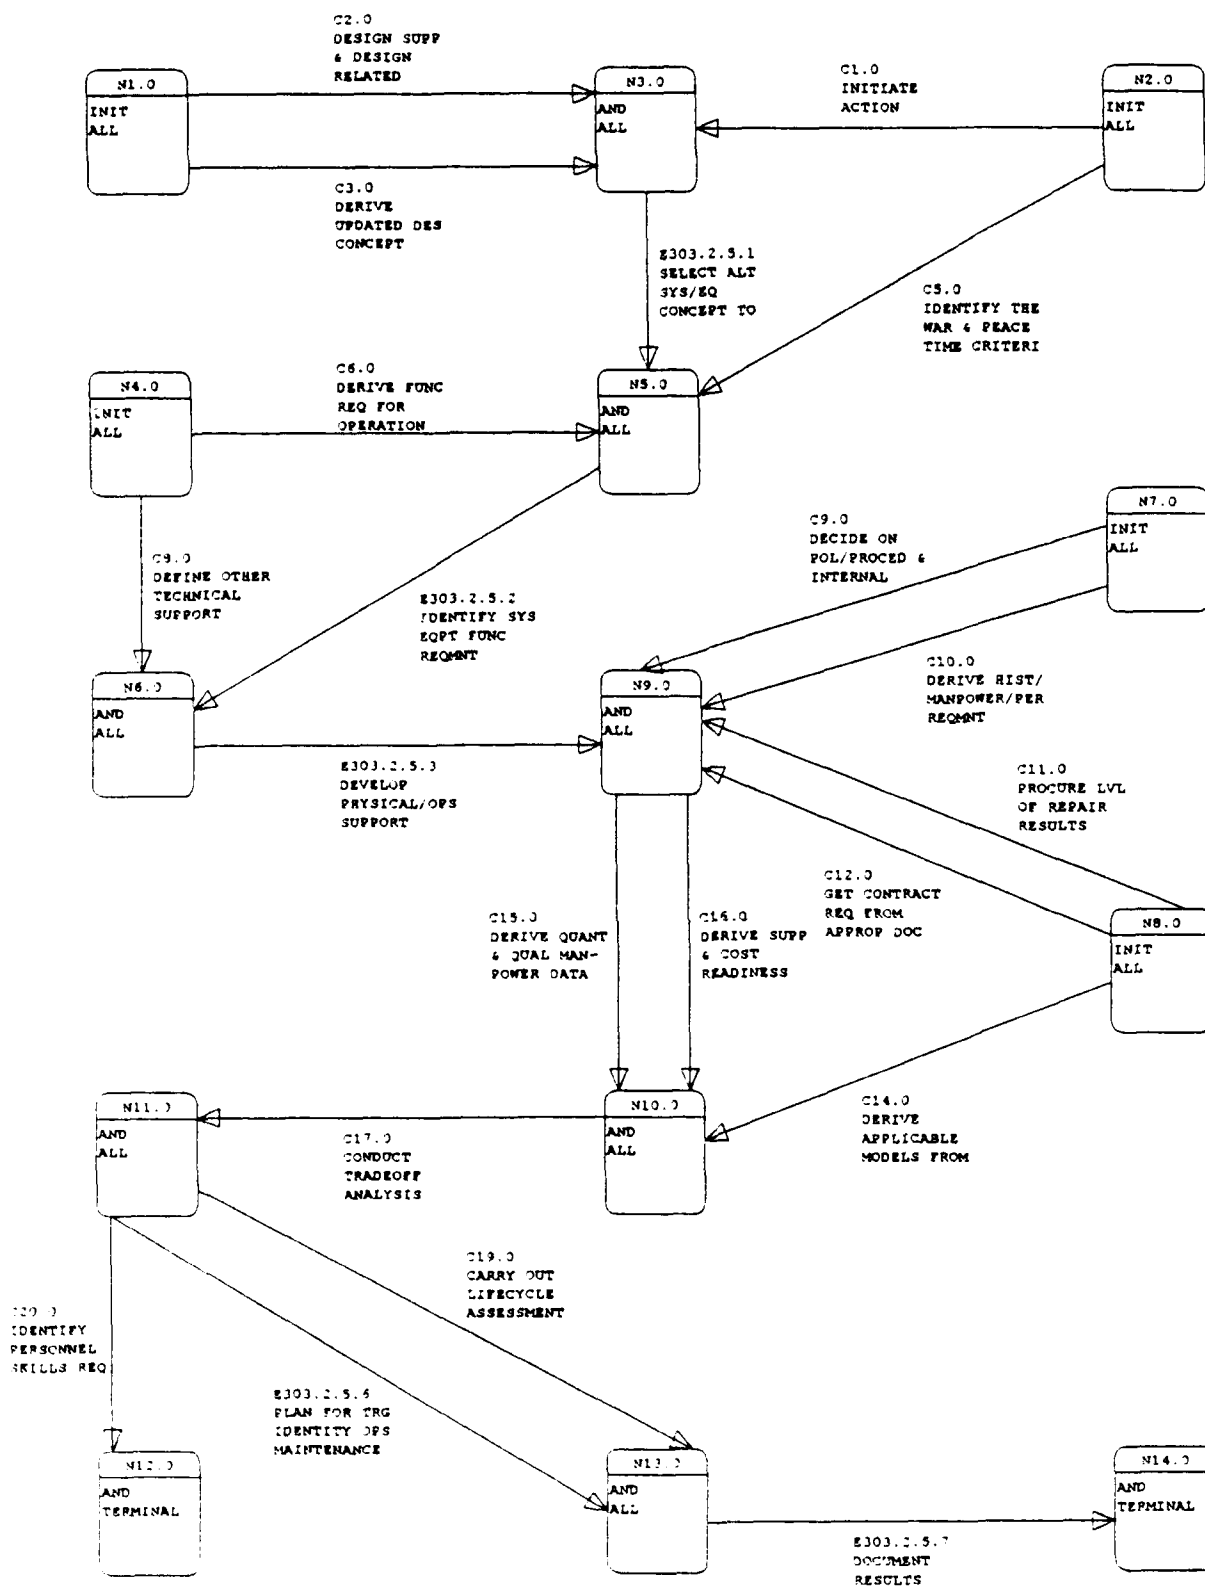 C2.0
DESIGN SUPP
& DESIGN
RELATED
N1.0
INIT
ALL
N3.0
AND
ALL
C1.0
INITIATE
ACTION
N2.0
INIT
ALL
C3.0
DERIVE
UPDATED DES
CONCEPT
E303.2.5.1
SELECT ALT
SYS/EQ
CONCEPT TO
C5.0
IDENTIFY THE
WAR & PEACE
TIME CRITERI
N4.0
INIT
ALL
C6.0
DERIVE FUNC
REQ FOR
OPERATION
N5.0
AND
ALL
N7.0
INIT
ALL
C9.0
DECIDE ON
POL/PROCED &
INTERNAL
DEFINE OTHER
TECHNICAL
SUPPORT
E303.2.5.2
IDENTIFY SYS
EQPT FUNC
REQMNT
N6.0
AND
ALL
N9.0
AND
ALL
C10.0
DERIVE HIST/
MANPOWER/PER
REQMNT
E303.2.5.3
DEVELOP
PHYSICAL/OPS
SUPPORT
C11.0
PROCURE LVL
OF REPAIR
RESULTS
C12.0
GET CONTRACT
REQ FROM
APPROP DOC
C15.0
DERIVE QUANT
& QUAL MAN-
POWER DATA
C16.0
DERIVE SUPP
& COST
READINESS
N8.0
INIT
ALL
N11.0
AND
ALL
C17.0
CONDUCT
TRADEOFF
ANALYSIS
N10.0
AND
ALL
C14.0
DERIVE
APPLICABLE
MODELS FROM
C19.0
CARRY OUT
LIFECYCLE
ASSESSMENT
C20.0
IDENTIFY
PERSONNEL
SKILLS REQ
E303.2.5.6
PLAN FOR TRG
IDENTITY OPS
MAINTENANCE
N12.0
AND
TERMINAL
N13.0
AND
ALL
N14.0
AND
TERMINAL
E303.2.5.7
DOCUMENT
RESULTS